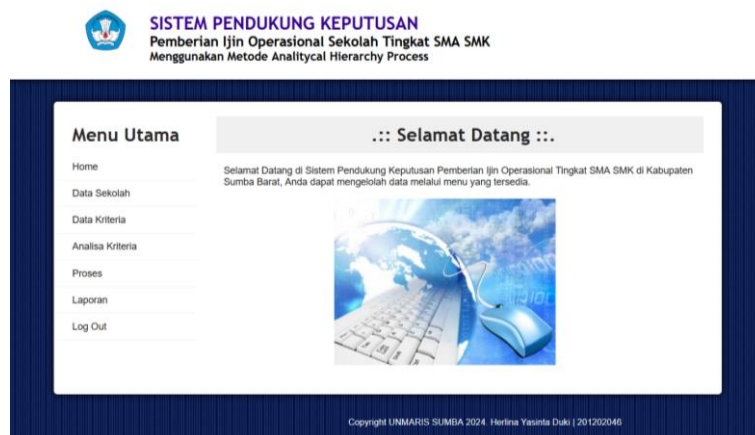 SISTEM PENDUKUNG KEPUTUSAN
Pemberian Ijin Operasional Sekolah Tingkat SMA SMK
Menggunakan Metode Analitycal Hierarchy Process
Menu Utama
Home
Data Sekolah
Data Kriteria
Analisa Kriteria
Proses
Laporan
Log Out
.:: Selamat Datang ::.
Selamat Datang di Sistem Pendukung Keputusan Pemberian Ijin Operasional Tingkat SMA SMK di Kabupaten
Sumba Barat, Anda dapat mengelolah data melalui menu yang tersedia.
Copyright UNMARIS SUMBA 2024. Herlina Yasinta Duki | 201202046